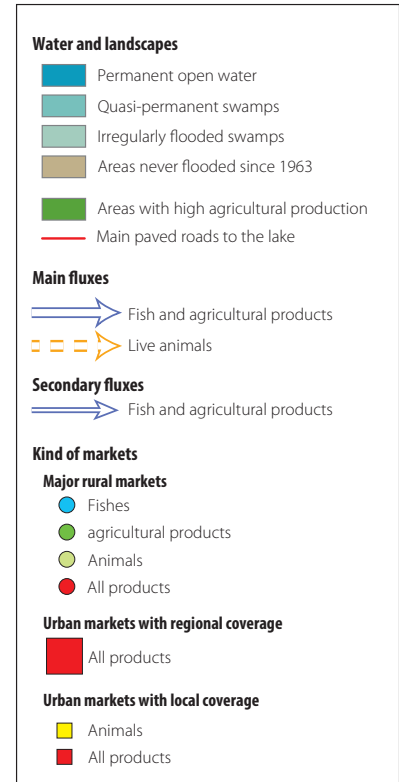 Water and landscapes
Permanent open water
Quasi-permanent swamps
Irregularly flooded swamps
Areas never flooded since 1963
Areas with high agricultural production
Main paved roads to the lake
Main fluxes
Fish and agricultural products
Live animals
Secondary fluxes
Fish and agricultural products
Kind of markets
Major rural markets
Fishes
agricultural products
Animals
All products
Urban markets with regional coverage
All products
Urban markets with local coverage
Animals
All products